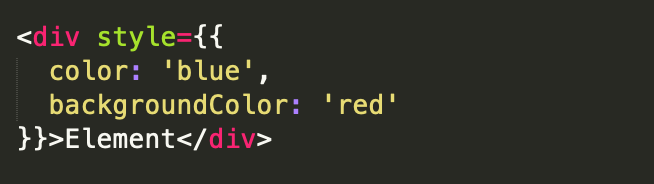 <div style={{
  color: 'blue',
  backgroundColor: 'red'
}}>Element</div>